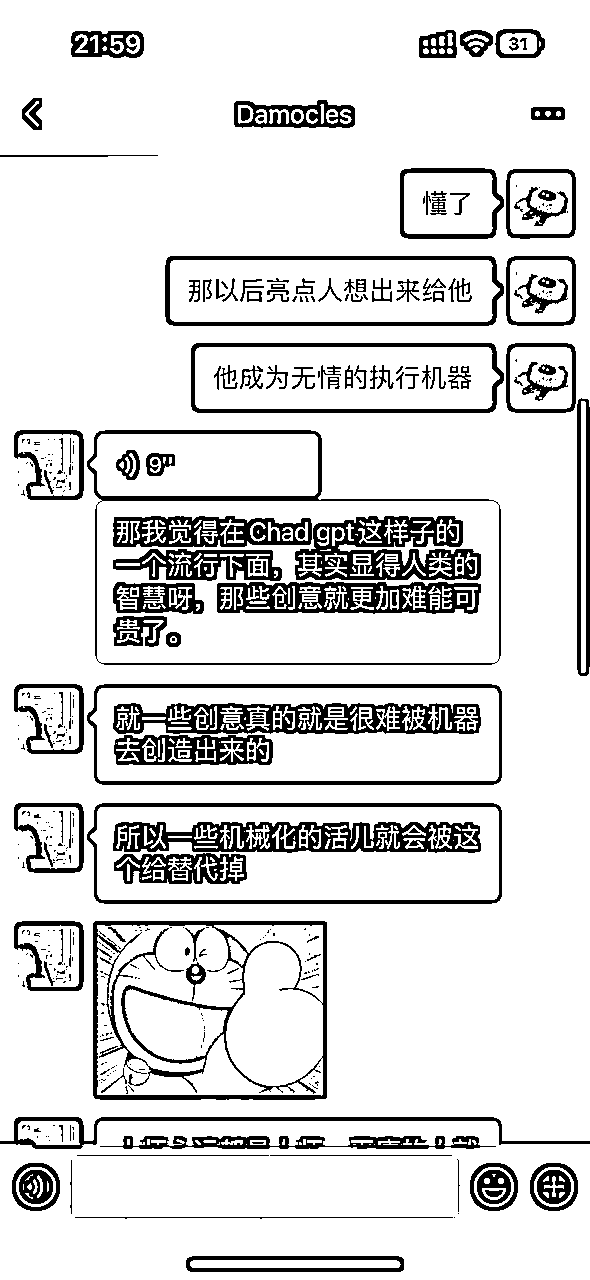 21:59
31
Damocles
懂了
那以后亮点人想出来给他
他成为无情的执行机器
9"
那我觉得在Chad gpt这样子的
一个流行下面，其实显得人类的
智慧呀，那些创意就更加难能可
贵了。
就一些创意真的就是很难被机器
去创造出来的
所以一些机械化的活儿就会被这
个给替代掉